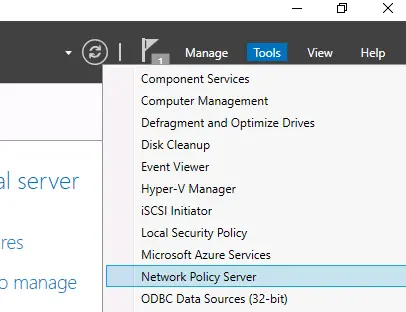 1
Manage Tools View Help
Component Services
Computer Management
Defragment and Optimize Drives
Disk Cleanup
Event Viewer
al server
Hyper-V Manager
iSCSI Initiator
Local Security Policy
res
Microsoft Azure Services
o manage
Network Policy Server
ODBC Data Sources (32-bit)